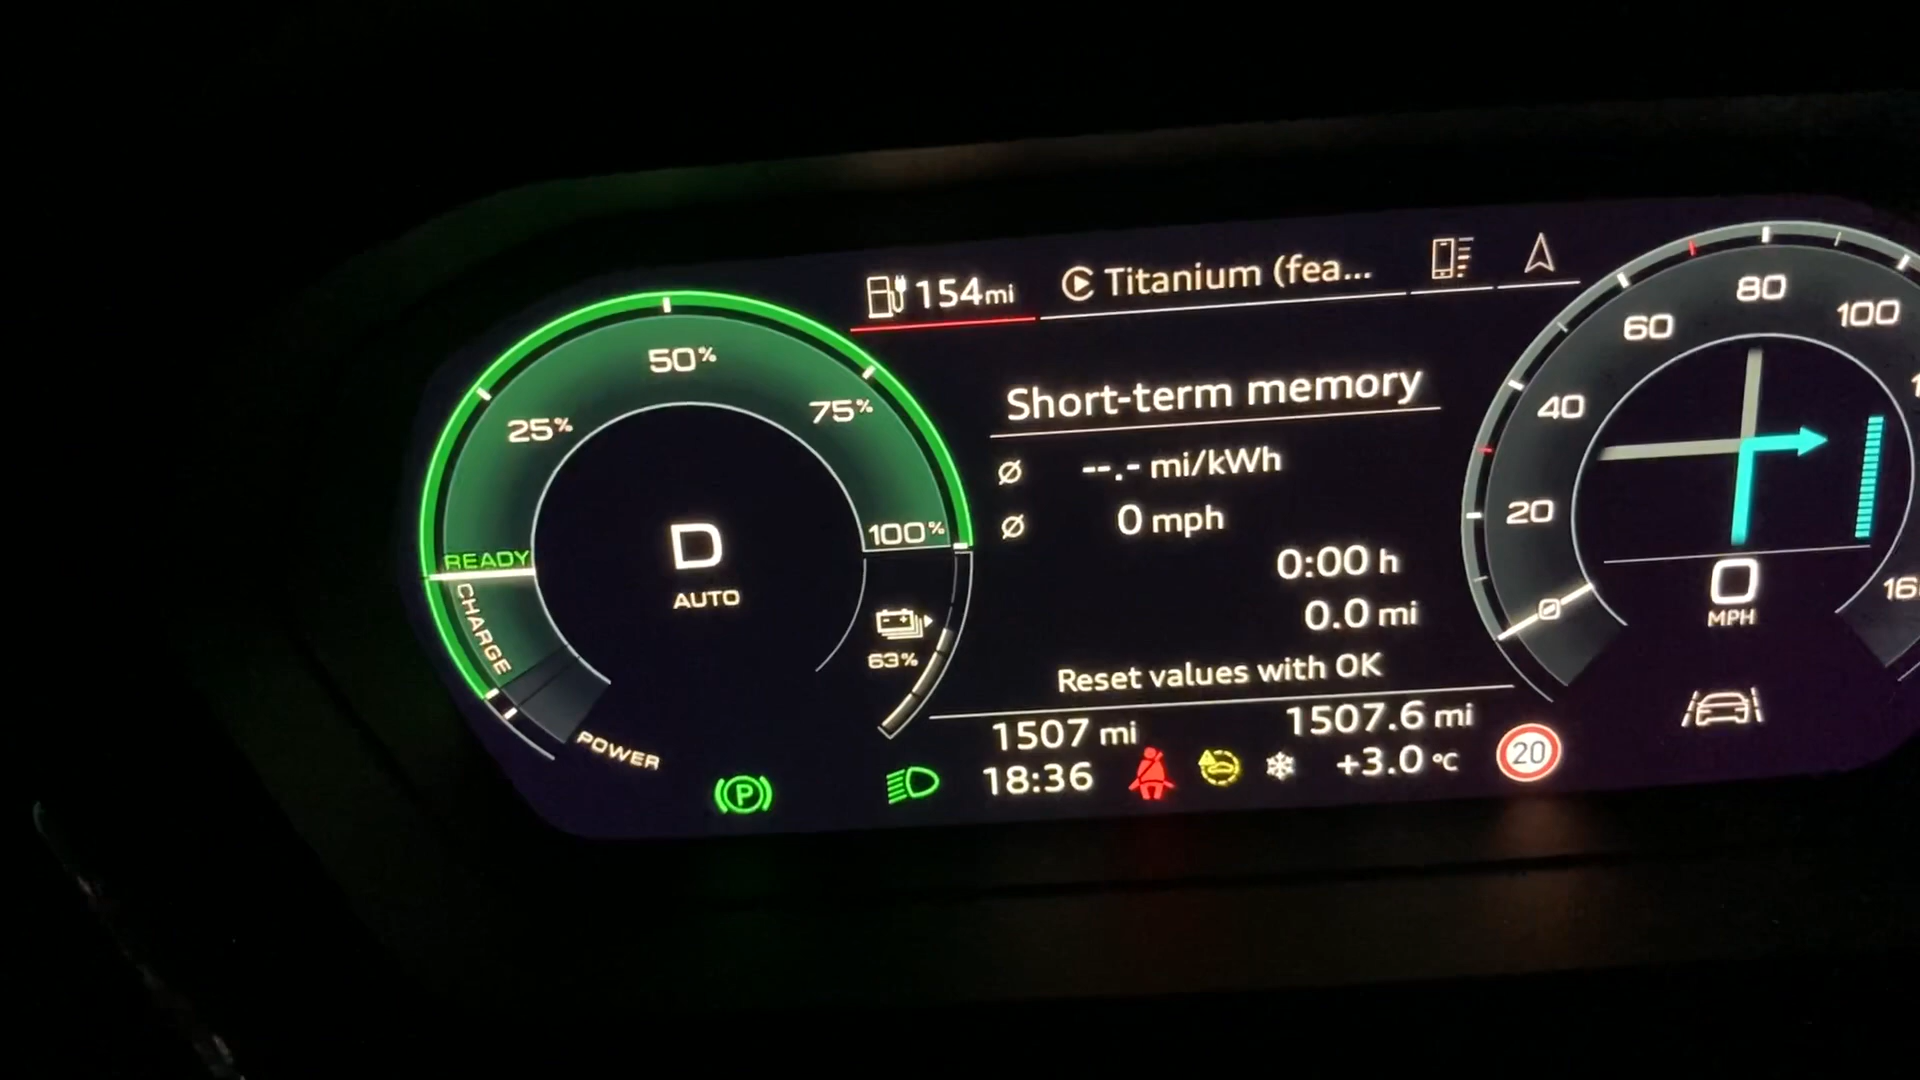 154mi
Titanium (fea...
50%
25%
75%
100%
READY
CHARGE
POWER
D
AUTO
63%
Short-term memory
Ø --.- mi/kWh
Ø 0 mph
0:00 h
0.0 mi
Reset values with OK
1507 mi
1507.6 mi
P
18:36
+3.0 °C
20
80
60
100
40
20
0
MPH